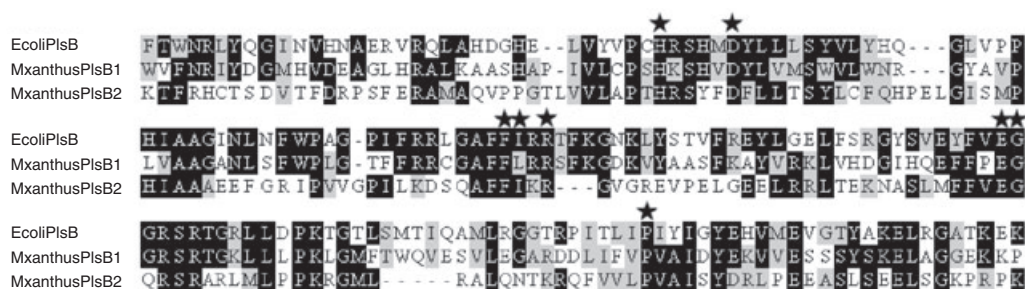 EcoliPlsB FTWNRLYQGINVHNAERVRQLAHDGHE--LVYVPCHRSHMDYLLLSYVLYHQ---GLVPP
MxanthusPlsB1 WVFNRIYDGMHVDEAGLHRALKAASHAP-IVLCPSHKSHVDYLVMSWVLWNR---GYAVP
MxanthusPlsB2 KTFRHCTSDVTFDRPSFERAMAQVPPGTLVVLAPTHRSYFDFLLTSYLCFQHPELGISMP
EcoliPlsB HIAAGINLNFWPAG-PIFRRLGAFFIRRTFKGNKLYSTVFREYLGELFSRGYSVEYFVEG
MxanthusPlsB1 LVAAGANLSFWPLG-TFFRRCGAFFLRRSFKGDKVYAASFKAYVRKLVHDGIHQEFFPEG
MxanthusPlsB2 HIAAAEEFGRIPVVGPILKDSQAFFIKR---GVGREVPELGEELRRLTEKNASLMFFVEG
EcoliPlsB GRSRTGRLLDPKTGTLSMTIQAMLRGGTRPITLIPIYIGYEHVMEVGTYAKELRGATKEK
MxanthusPlsB1 GRSRTGKLLLPKLGMFTWQVESVLEGARDDLIFVPVAIDYEKVVESSSYSKELAGGEKKP
MxanthusPlsB2 QRSRARLMLPPKRGML-----RALQNTKRQFVVLPVAISYDRLPEEASLSEELSGKPRPK